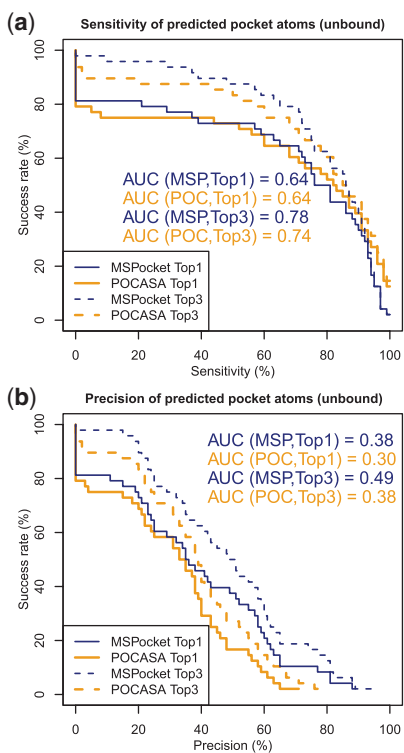 (a)
Sensitivity of predicted pocket atoms (unbound)
100
80
60
40
20
0
Success rate (%)
AUC (MSP,Top1) = 0.64
AUC (POC,Top1) = 0.64
AUC (MSP,Top3) = 0.78
AUC (POC,Top3) = 0.74
MSPocket Top1
POCASA Top1
MSPocket Top3
POCASA Top3
0 20 40 60 80 100
Sensitivity (%)
(b)
Precision of predicted pocket atoms (unbound)
100
80
60
40
20
0
Success rate (%)
AUC (MSP,Top1) = 0.38
AUC (POC,Top1) = 0.30
AUC (MSP,Top3) = 0.49
AUC (POC,Top3) = 0.38
MSPocket Top1
POCASA Top1
MSPocket Top3
POCASA Top3
0 20 40 60 80 100
Precision (%)